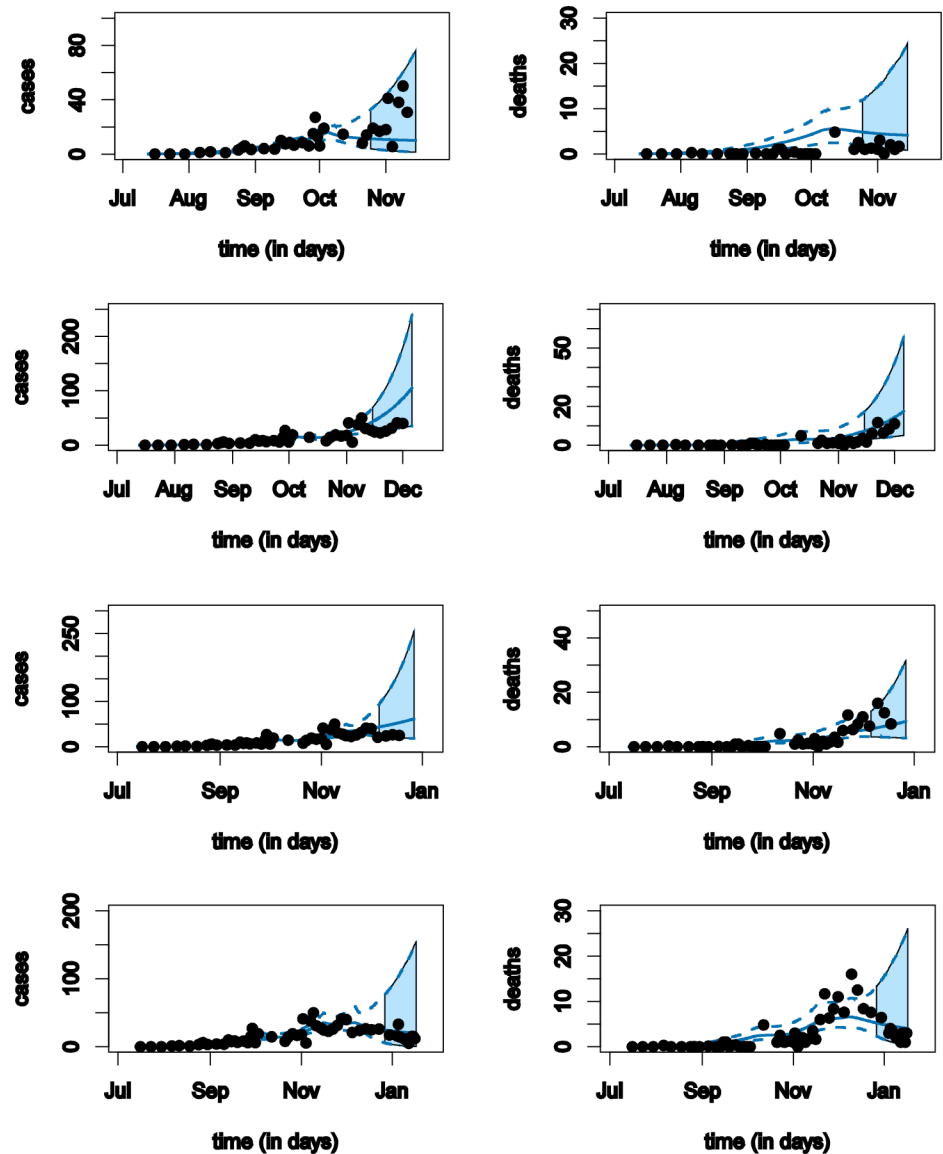 cases
0 40 80
Jul Aug Sep Oct Nov
time (in days)
deaths
0 10 20 30
Jul Aug Sep Oct Nov
time (in days)
cases
0 100 200
Jul Aug Sep Oct Nov Dec
time (in days)
deaths
0 20 50
Jul Aug Sep Oct Nov Dec
time (in days)
cases
0 100 250
Jul Sep Nov Jan
time (in days)
deaths
0 20 40
Jul Sep Nov Jan
time (in days)
cases
0 100 200
Jul Sep Nov Jan
time (in days)
deaths
0 10 20 30
Jul Sep Nov Jan
time (in days)